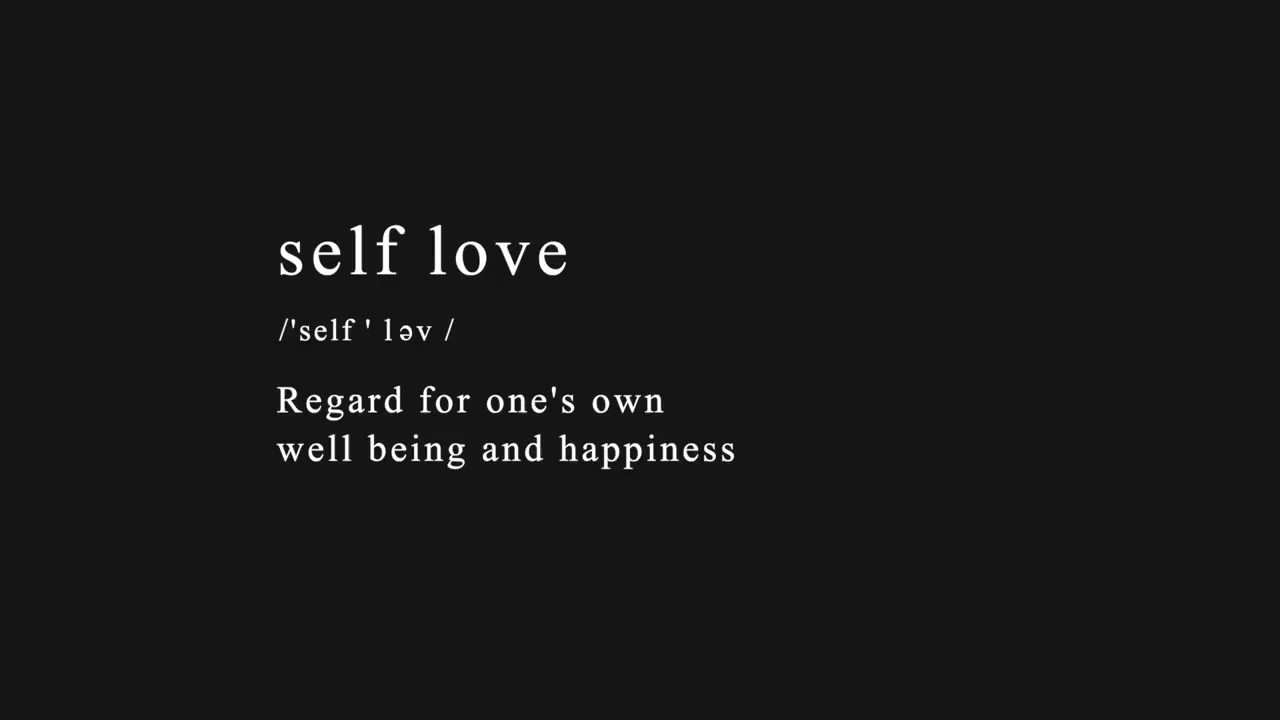 self love
/'self ' ləv /
Regard for one's own
well being and happiness